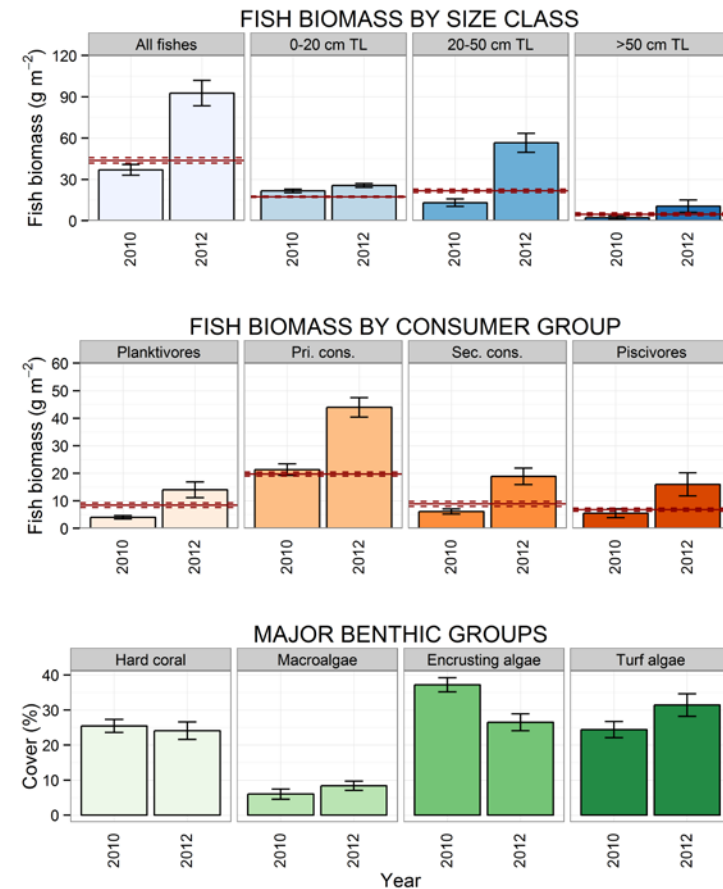 FISH BIOMASS BY SIZE CLASS
All fishes 0-20 cm TL 20-50 cm TL >50 cm TL
Fish biomass (g m⁻²)
120
90
60
30
0
2010 2012 2010 2012 2010 2012 2010 2012
FISH BIOMASS BY CONSUMER GROUP
Planktivores Pri. cons. Sec. cons. Piscivores
Fish biomass (g m⁻²)
60
50
40
30
20
10
0
2010 2012 2010 2012 2010 2012 2010 2012
MAJOR BENTHIC GROUPS
Hard coral Macroalgae Encrusting algae Turf algae
Cover (%)
40
30
20
10
0
2010 2012 2010 2012 2010 2012 2010 2012
Year